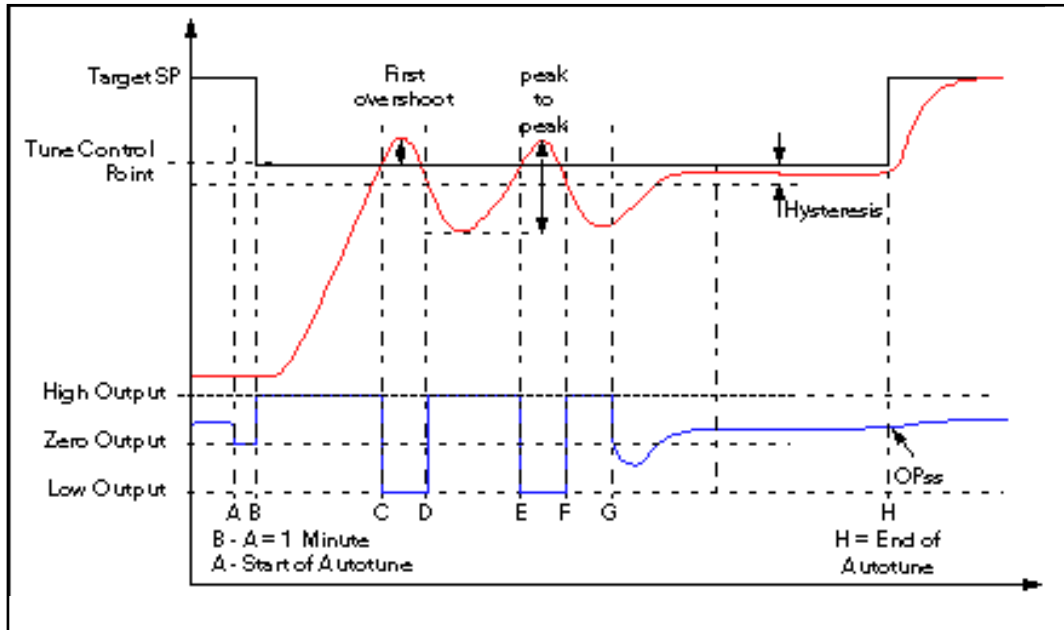 Target SP
First
overshoot
peak
to
peak
Tune Control
Point
Hysteresis
High Output
Zero Output
Low Output
OPss
A B C D E F G H
B - A = 1 Minute
A - Start of Autotune
H = End of
Autotune